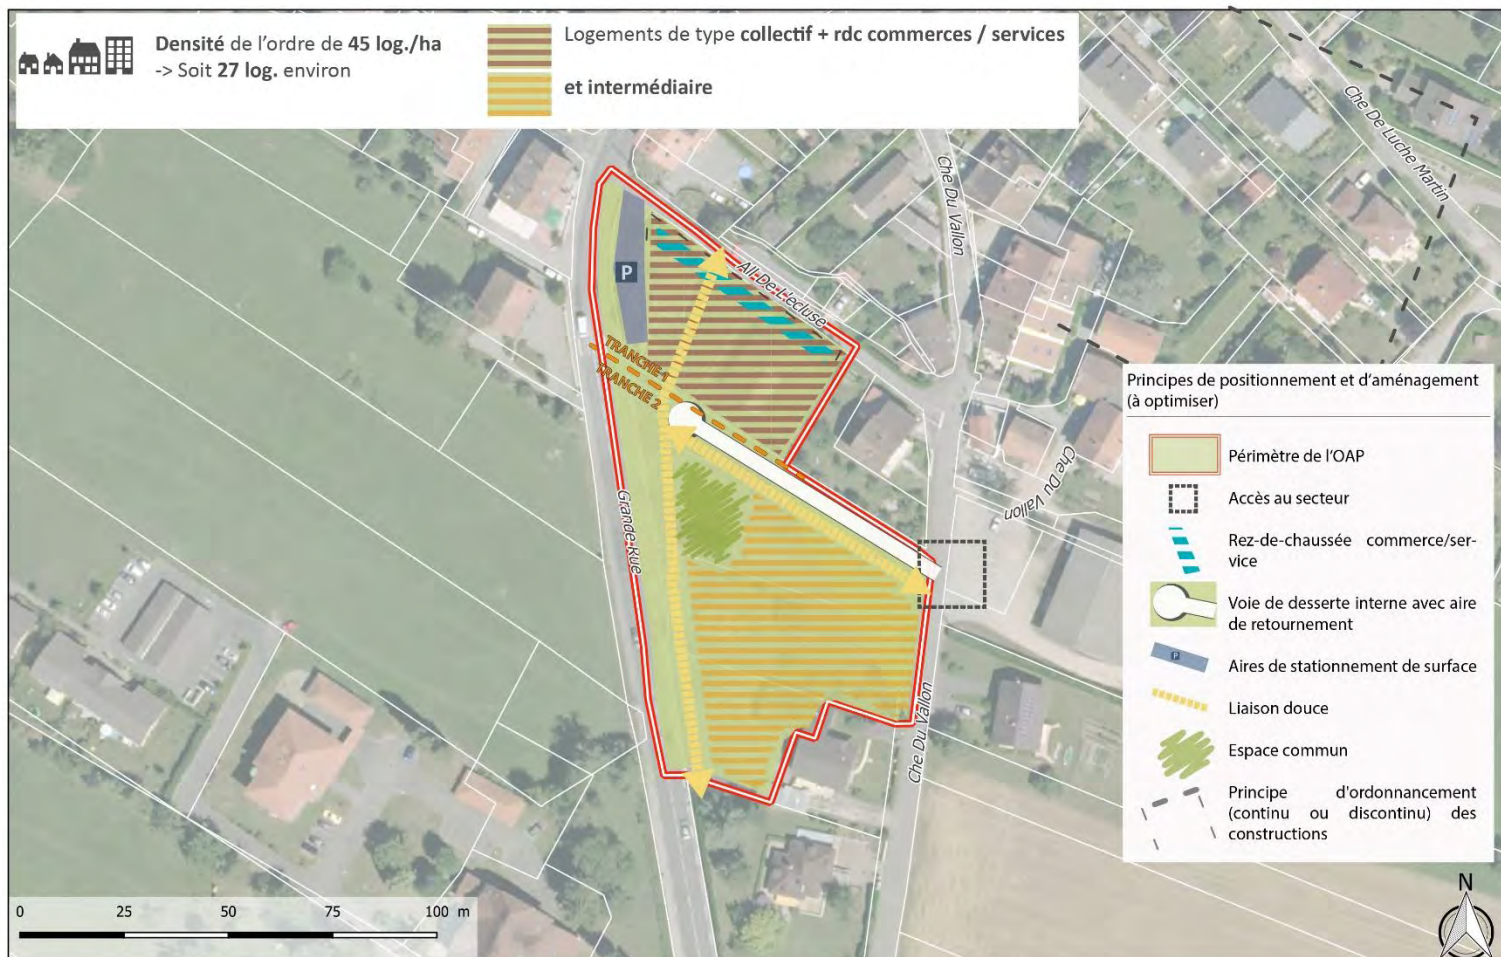 Densité de l'ordre de 45 log./ha
-> Soit 27 log. environ
Logements de type collectif + rdc commerces / services
et intermédiaire
Che De Luche Martin
Che Du Vallon
All De L'ecluse
P
TRANCHE 1
TRANCHE 2
Grande Rue
Che Du Vallon
Che Du Vallon
Principes de positionnement et d'aménagement
(à optimiser)
Périmètre de l'OAP
Accès au secteur
Rez-de-chaussée commerce/ser-
vice
Voie de desserte interne avec aire
de retournement
P
Aires de stationnement de surface
Liaison douce
Espace commun
Principe d'ordonnancement
(continu ou discontinu) des
constructions
0 25 50 75 100 m
N